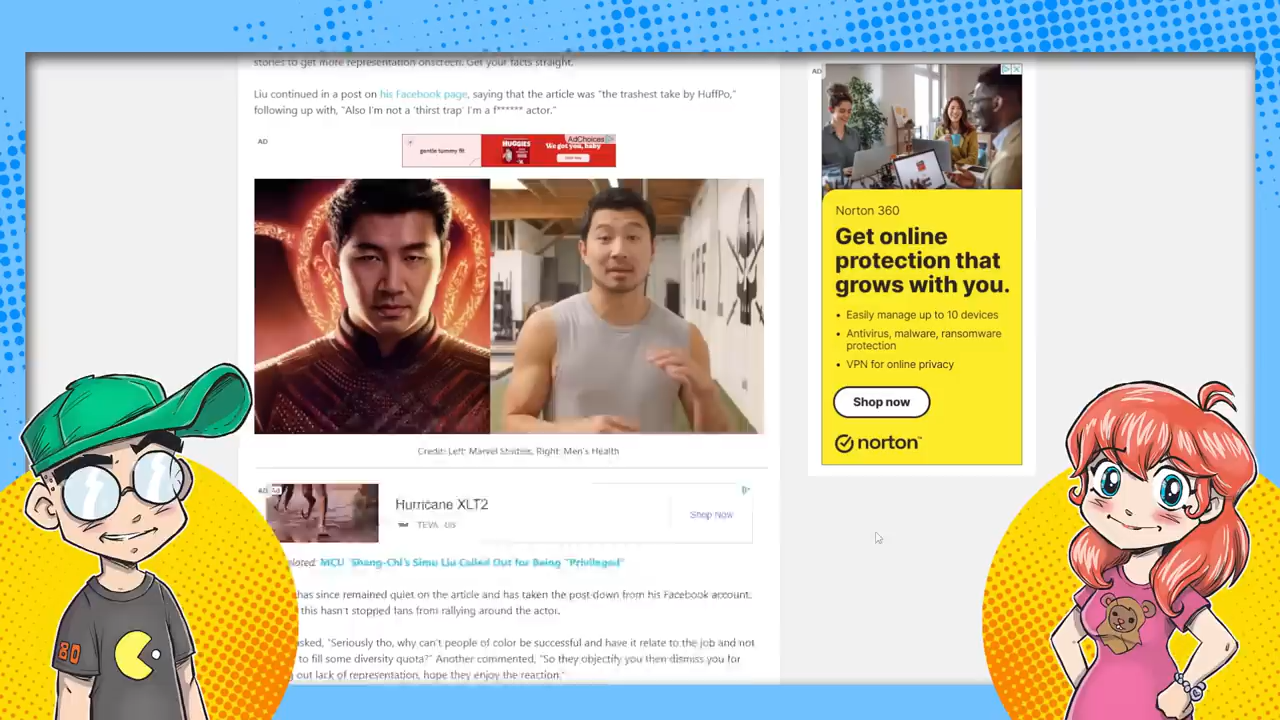 stories to get more representation onscreen. Get your facts straight.
Liu continued in a post on his Facebook page, saying that the article was "the trashest take by HuffPo,"
following up with, "Also I'm not a 'thirst trap' I'm a f****** actor."
AD
gentle tummy fit
HUGGIES
We got you, baby
AdChoices
Credit: Left: Marvel Studios, Right: Men's Health
AD
Ad
Hurricane XLT2
TEVA US
Shop Now
lated: MCU 'Shang-Chi's Simu Liu Called Out for Being "Privileged"
has since remained quiet on the article and has taken the post down from his Facebook account,
this hasn't stopped fans from rallying around the actor.
asked, "Seriously tho, why can't people of color be successful and have it relate to the job and not
to fill some diversity quota?" Another commented, "So they objectify you then dismiss you for
out lack of representation, hope they enjoy the reaction."
AD
Norton 360
Get online
protection that
grows with you.
• Easily manage up to 10 devices
• Antivirus, malware, ransomware
protection
• VPN for online privacy
Shop now
norton
80